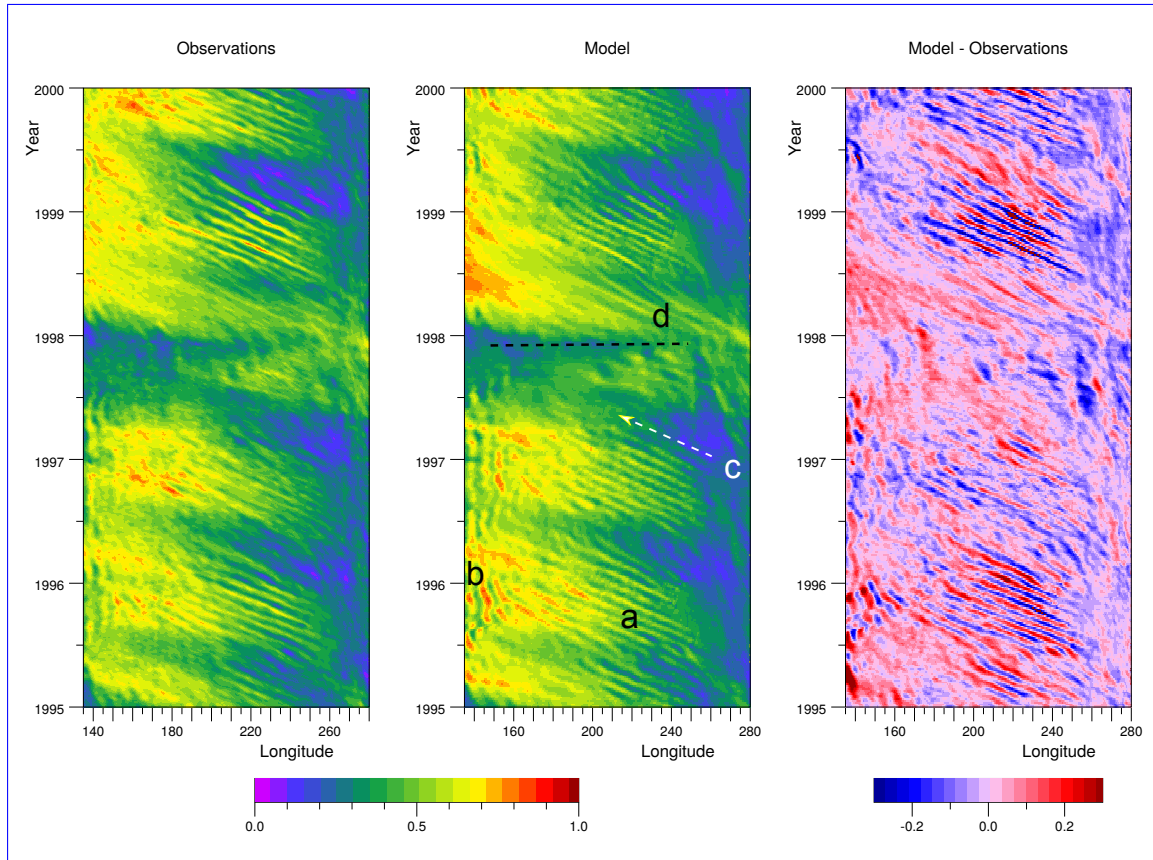 Observations
Model
Model - Observations
2000
1999
1998
1997
1996
1995
Year
140 180 220 260
Longitude
2000
1999
1998
1997
1996
1995
Year
d
c
b
a
160 200 240 280
Longitude
2000
1999
1998
1997
1996
1995
Year
160 200 240 280
Longitude
0.0 0.5 1.0
-0.2 0.0 0.2